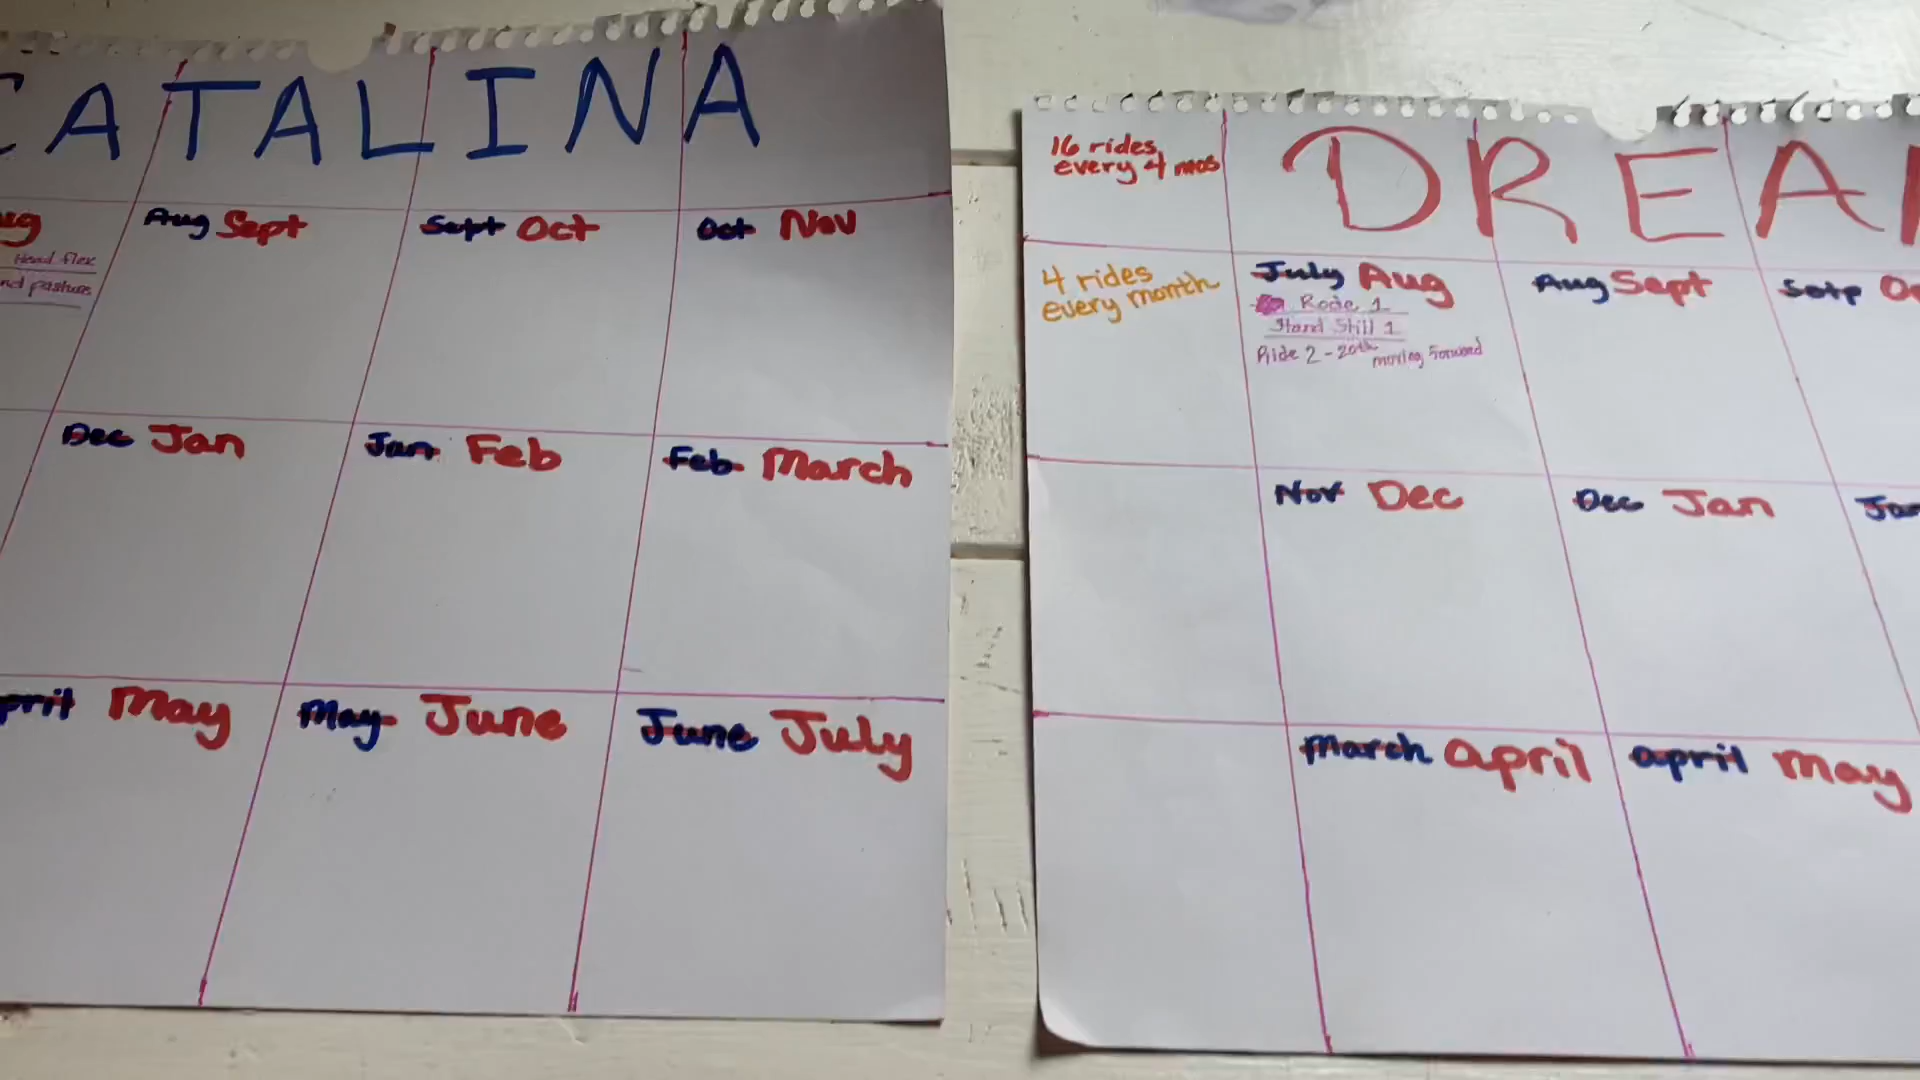 CATALINA
Aug Sept
Sept Oct
Oct Nov
Head flex
Dec Jan
Jan Feb
Feb March
May
May June
June July
16 rides
every 4 mos
4 rides
every month
July Aug
Rode 1
Stand Still 1
Ride 2 - 20th moving Forward
Aug Sept
Nov Dec
Dec Jan
March April
April May